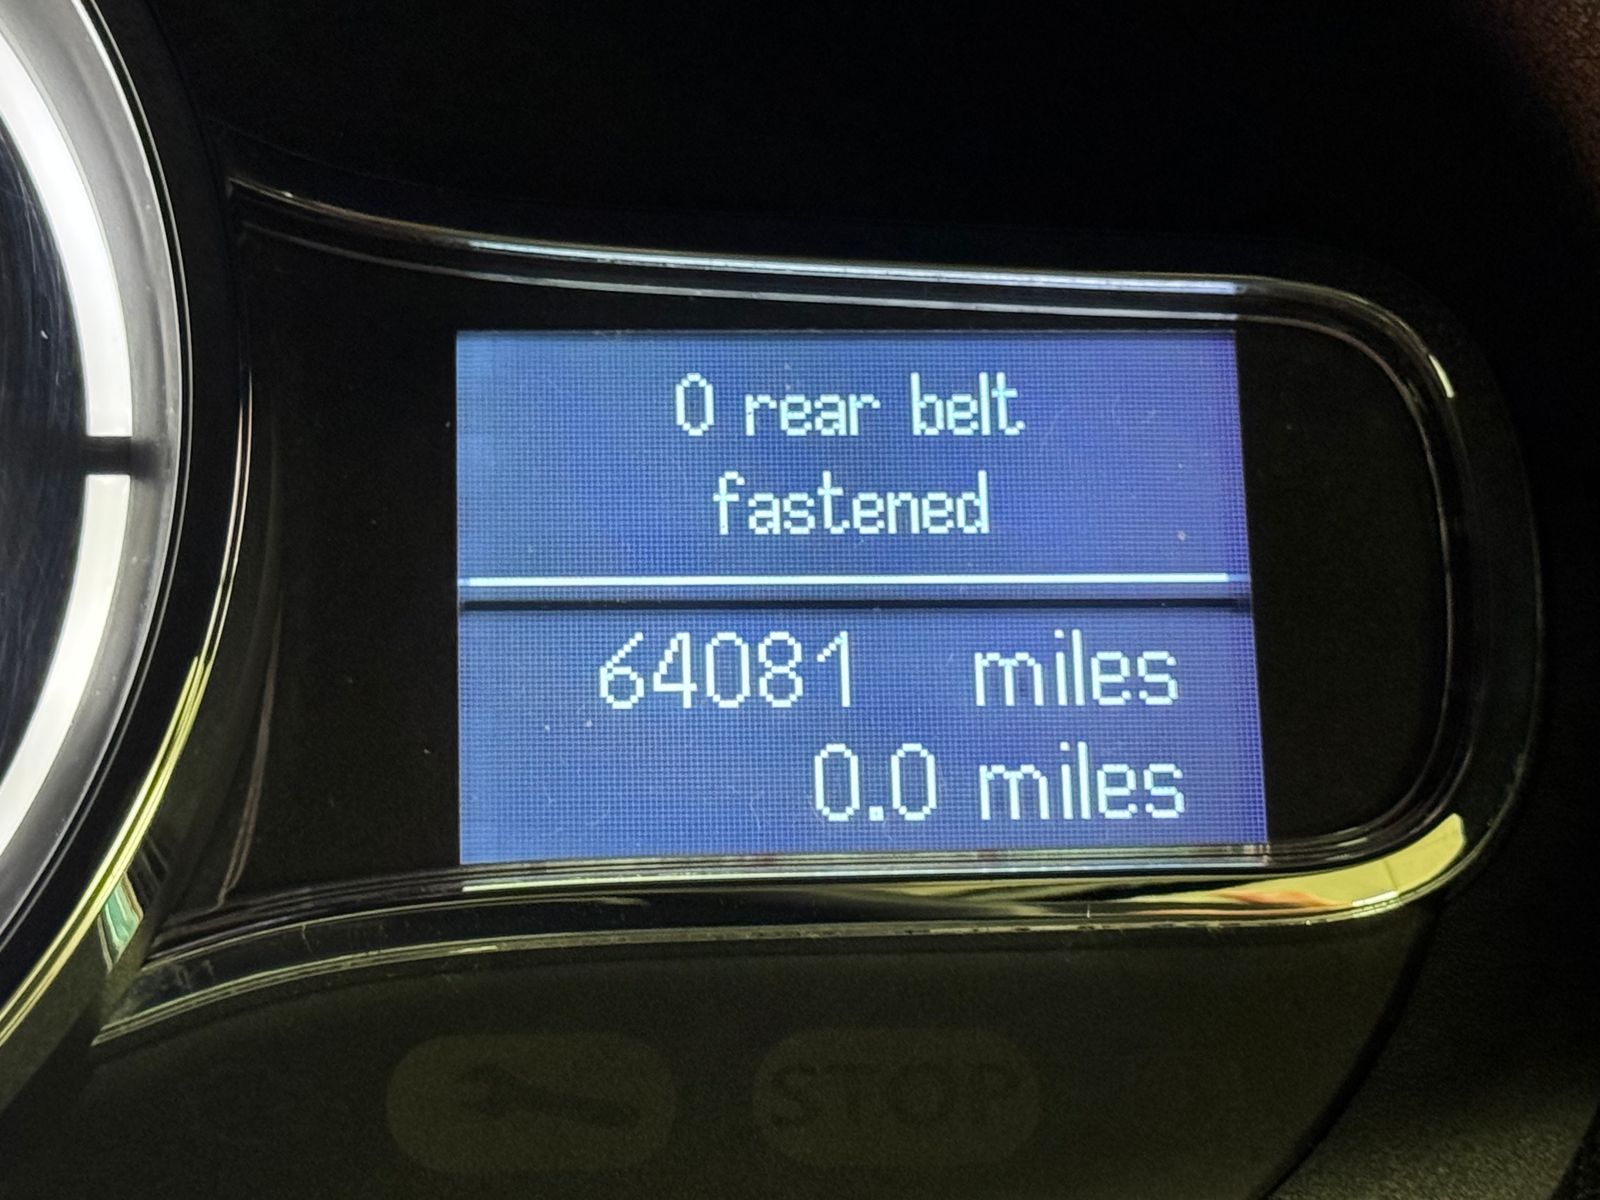 0 rear belt
fastened
64081 miles
0.0 miles
STOP